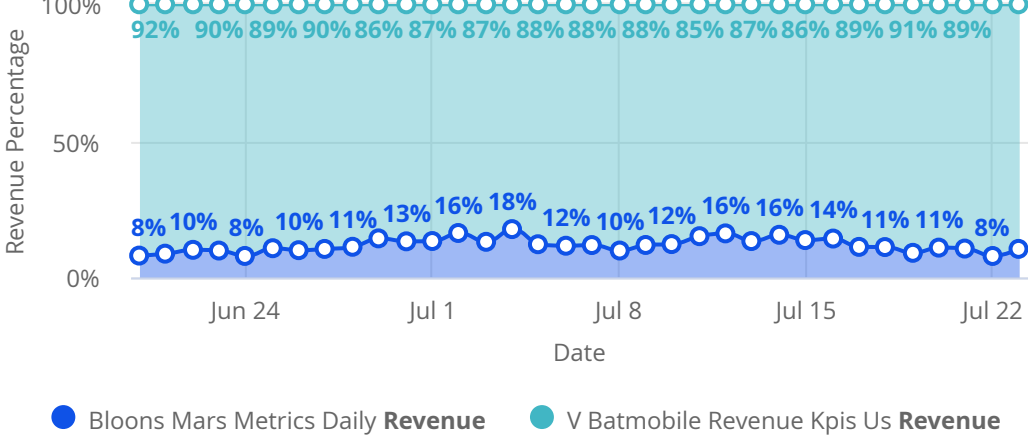 100%
92% 90% 89% 90% 86% 87% 87% 88% 88% 88% 85% 87% 86% 89% 91% 89%
Revenue Percentage
50%
8% 10% 8% 10% 11% 13% 16% 18% 12% 10% 12% 16% 16% 14% 11% 11% 8%
0%
Jun 24 Jul 1 Jul 8 Jul 15 Jul 22
Date
Bloons Mars Metrics Daily Revenue V Batmobile Revenue Kpis Us Revenue